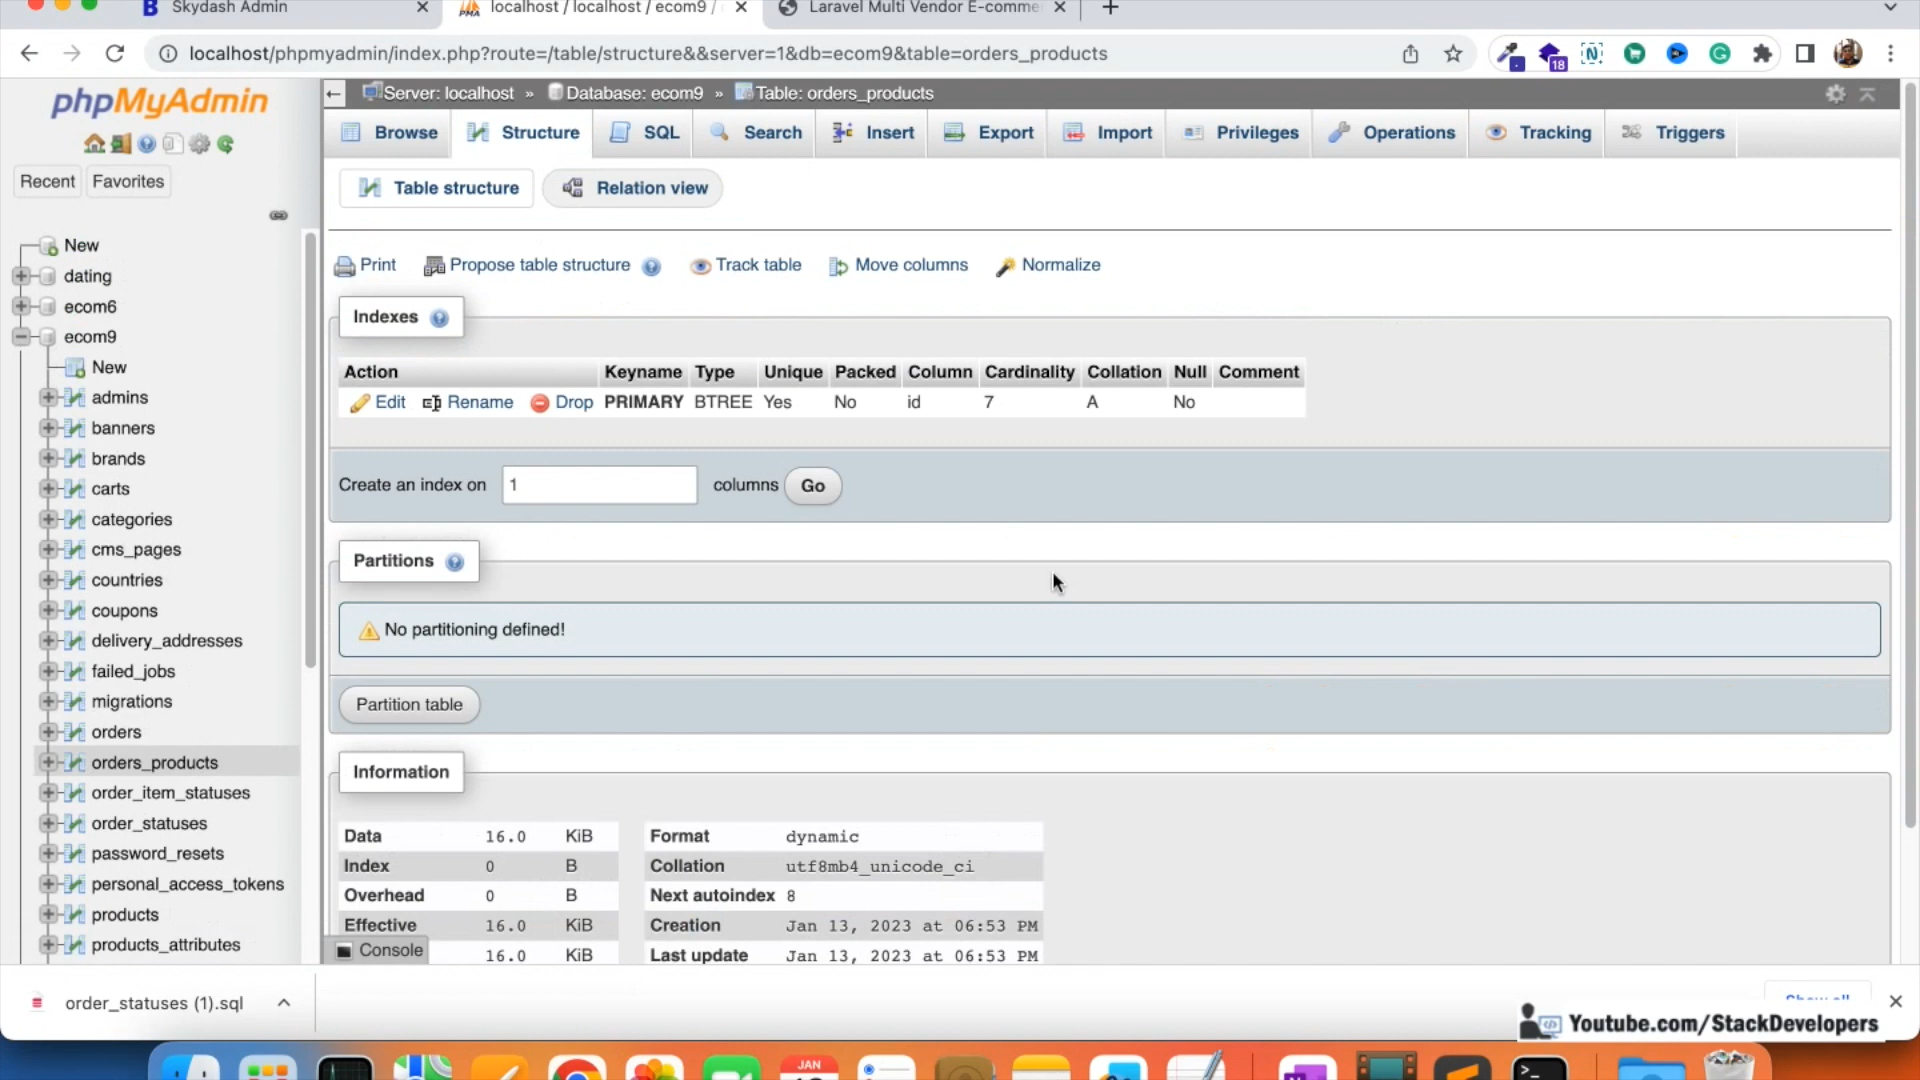 Skydash Admin
localhost / localhost / ecom9 /
Laravel Multi Vendor E-comme
localhost/phpmyadmin/index.php?route=/table/structure&&server=1&db=ecom9&table=orders_products
18
phpMyAdmin
Recent
Favorites
New
dating
ecom6
ecom9
New
admins
banners
brands
carts
categories
cms_pages
countries
coupons
delivery_addresses
failed_jobs
migrations
orders
orders_products
order_item_statuses
order_statuses
password_resets
personal_access_tokens
products
products_attributes
Server: localhost » Database: ecom9 » Table: orders_products
Browse
Structure
SQL
Search
Insert
Export
Import
Privileges
Operations
Tracking
Triggers
Table structure
Relation view
Print
Propose table structure
Track table
Move columns
Normalize
Indexes
Action Keyname Type Unique Packed Column Cardinality Collation Null Comment
Edit Rename Drop PRIMARY BTREE Yes No id 7 A No
Create an index on 1 columns Go
Partitions
No partitioning defined!
Partition table
Information
Data 16.0 KiB
Index 0 B
Overhead 0 B
Effective 16.0 KiB
16.0 KiB
Format dynamic
Collation utf8mb4_unicode_ci
Next autoindex 8
Creation Jan 13, 2023 at 06:53 PM
Last update Jan 13, 2023 at 06:53 PM
Console
order_statuses (1).sql
Show all
Youtube.com/StackDevelopers
JAN